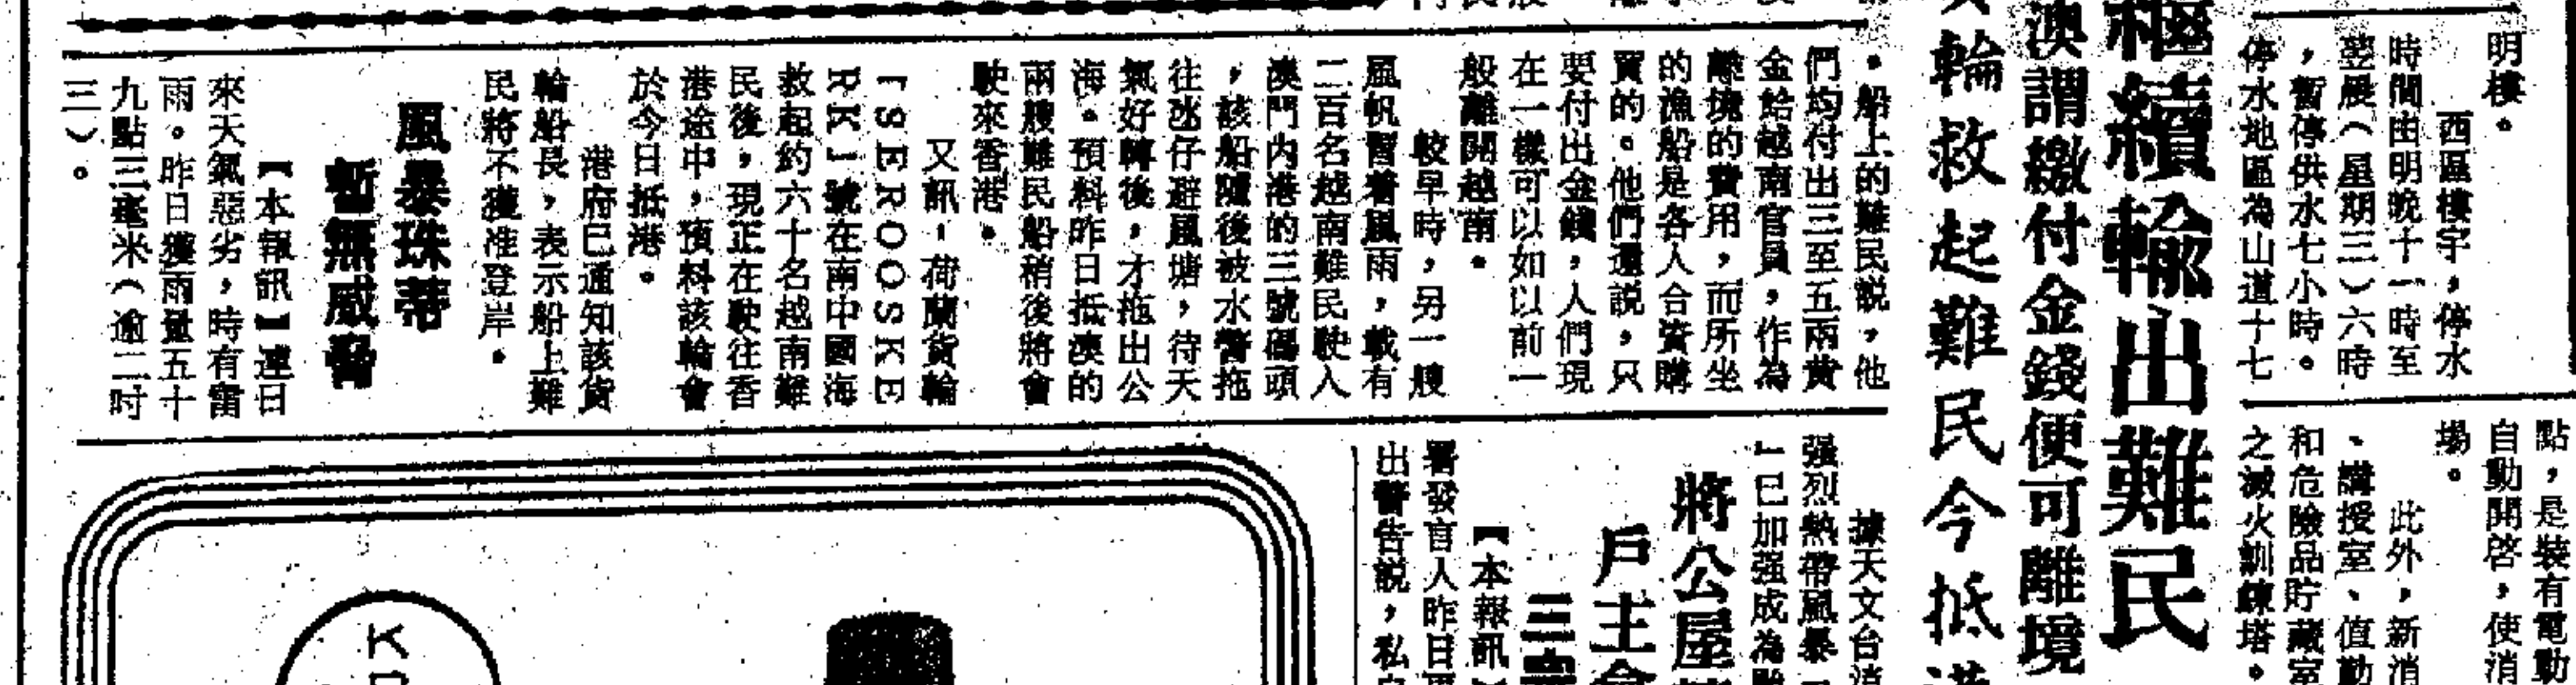 明樓。
西區樓宇，停水
時間由明晚十一時至
翌晨（星期三）六時
，暫停供水七小時。
停水地區為山道十七
點，是裝有電動
自動開啓，使消
場。
此外，新消
、講授室、值勤
和危險品貯藏室
之滅火訓練塔。
繼續輸出難民
澳謂繳付金錢便可離境
輪救起難民今抵港
。船上的難民説，他
們均付出三至五兩黃
金給越南官員，作為
離境的費用，而所坐
的漁船是各人合資購
買的。他們還説，只
要付出金錢，人們現
在一樣可以如以前一
般離開越南。
較早時，另一艘
風帆冒着風雨，載有
二百名越南難民駛入
澳門內港的三號碼頭
，該船隨後被水警拖
往氹仔避風塘，待天
氣好轉後，才拖出公
海。預料昨日抵澳的
兩艘難民船稍後將會
駛來香港。
又訊，荷蘭貨輪
「SEROOSKE
RK」號在南中國海
救起約六十名越南難
民後，現正在駛往香
港途中，預料該輪會
於今日抵港。
港府已通知該貨
輪船長，表示船上難
民將不獲准登岸。
風暴珠蒂
暫無威脅
【本報訊】連日
來天氣惡劣，時有雷
雨。昨日獲雨量五十
九點三毫米（逾二吋
三）。
據天文台消
强烈熱帶風暴
」已加强成為颱
將公屋
戶主
三
【本報訊
署發言人昨日
出警告説，私自